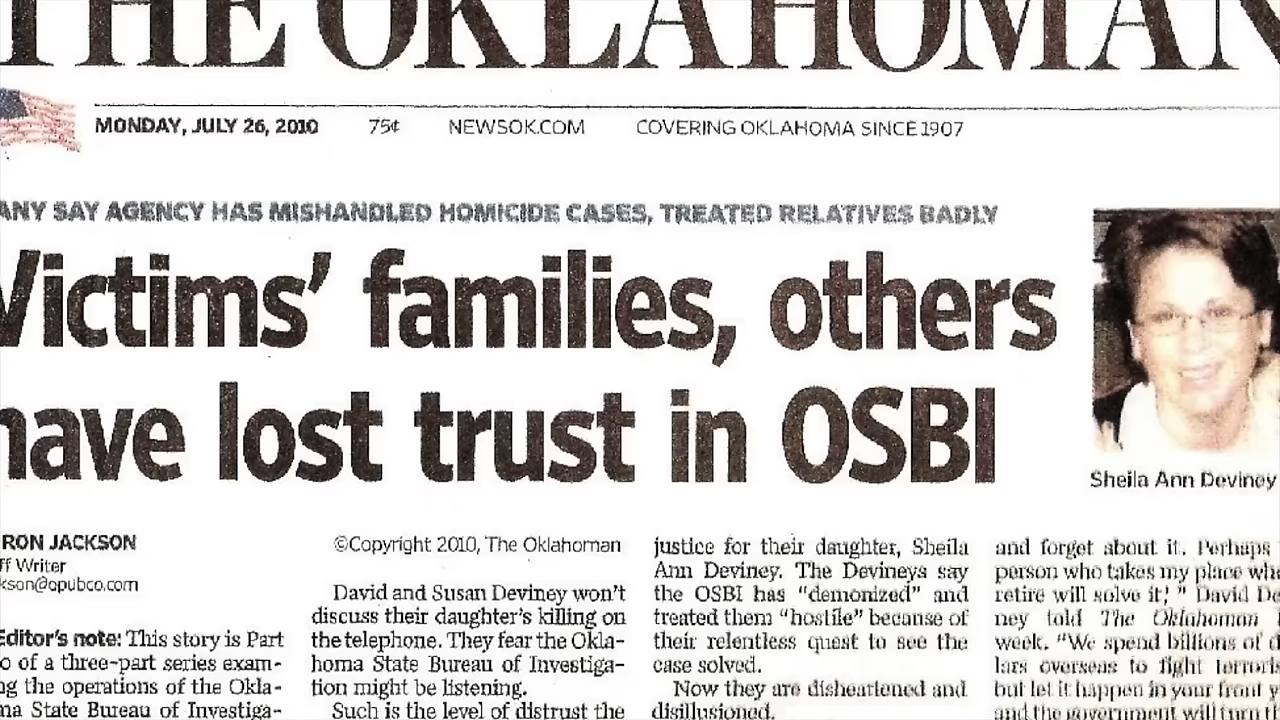 THE OKLAHOMAN
MONDAY, JULY 26, 2010 75¢ NEWSOK.COM COVERING OKLAHOMA SINCE 1907
ANY SAY AGENCY HAS MISHANDLED HOMICIDE CASES, TREATED RELATIVES BADLY
Victims’ families, others
have lost trust in OSBI
Sheila Ann Deviney
RON JACKSON
ff Writer
kson@opubco.com
Editor’s note: This story is Part
o of a three-part series exam-
ng the operations of the Okla-
ma State Bureau of Investiga-
©Copyright 2010, The Oklahoman
David and Susan Deviney won’t
discuss their daughter’s killing on
the telephone. They fear the Okla-
homa State Bureau of Investiga-
tion might be listening.
Such is the level of distrust the
justice for their daughter, Sheila
Ann Deviney. The Devineys say
the OSBI has “demonized” and
treated them “hostile” because of
their relentless quest to see the
case solved.
Now they are disheartened and
disillusioned.
and forget about it. Perhaps
person who takes my place whe
retire will solve it,’ ” David De
ney told The Oklahoman
week. “We spend billions of d
lars overseas to fight terroris
but let it happen in your front y
and the government will turn th